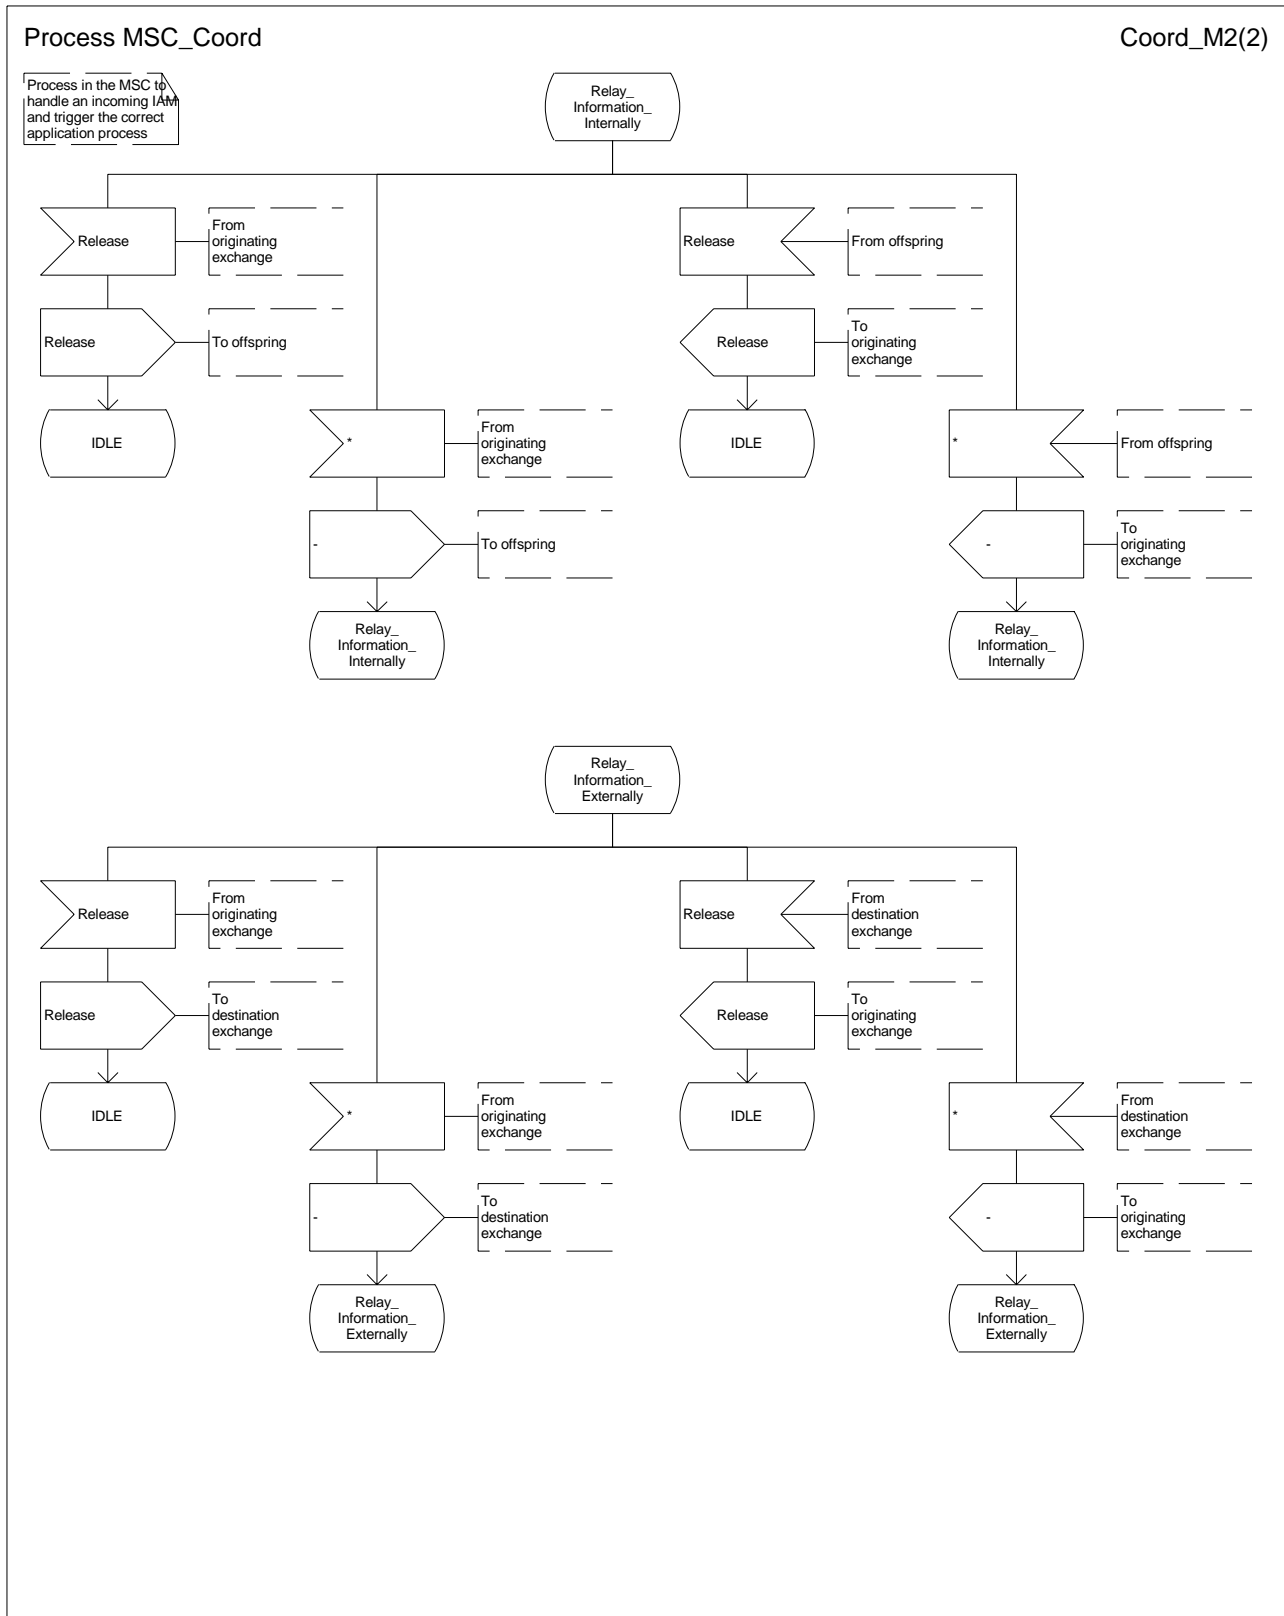 Process MSC_Coord
Coord_M2(2)
Process in the MSC to
handle an incoming IAM
and trigger the correct
application process
Relay_
Information_
Internally
Release
From
originating
exchange
Release
From offspring
Release
To offspring
Release
To
originating
exchange
IDLE
*
From
originating
exchange
IDLE
*
From offspring
-
To offspring
-
To
originating
exchange
Relay_
Information_
Internally
Relay_
Information_
Internally
Relay_
Information_
Externally
Release
From
originating
exchange
Release
From
destination
exchange
Release
To
destination
exchange
Release
To
originating
exchange
IDLE
*
From
originating
exchange
IDLE
*
From
destination
exchange
-
To
destination
exchange
-
To
originating
exchange
Relay_
Information_
Externally
Relay_
Information_
Externally